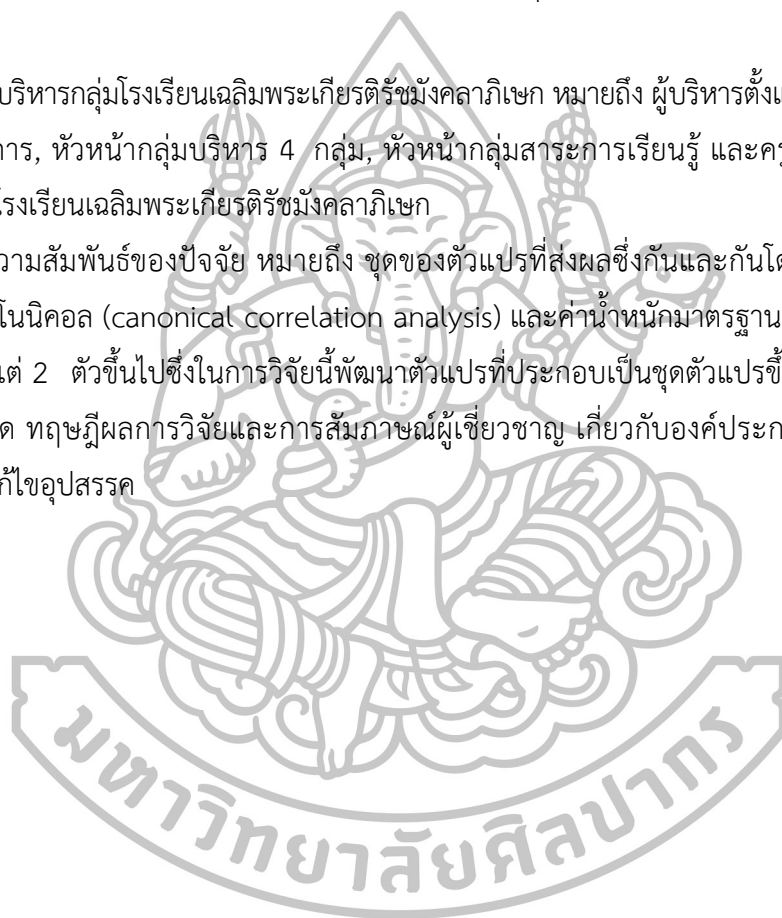 บริหารกลุ่มโรงเรียนเฉลิมพระเกียรติรัชมังคลาภิเษก หมายถึง ผู้บริหารตั้งแ
การ, หัวหน้ากลุ่มบริหาร 4 กลุ่ม, หัวหน้ากลุ่มสาระการเรียนรู้ และคร
โรงเรียนเฉลิมพระเกียรติรัชมังคลาภิเษก
วามสัมพันธ์ของปัจจัย หมายถึง ชุดของตัวแปรที่ส่งผลซึ่งกันและกันโด
โนนิคอล (canonical correlation analysis) และค่าน้ำหนักมาตรฐาน
แต่ 2 ตัวขึ้นไปซึ่งในการวิจัยนี้พัฒนาตัวแปรที่ประกอบเป็นชุดตัวแปรขึ้
ด ทฤษฎีผลการวิจัยและการสัมภาษณ์ผู้เชี่ยวชาญ เกี่ยวกับองค์ประก
ก้ไขอุปสรรค
มหาวิทยาลัยศิลปากร